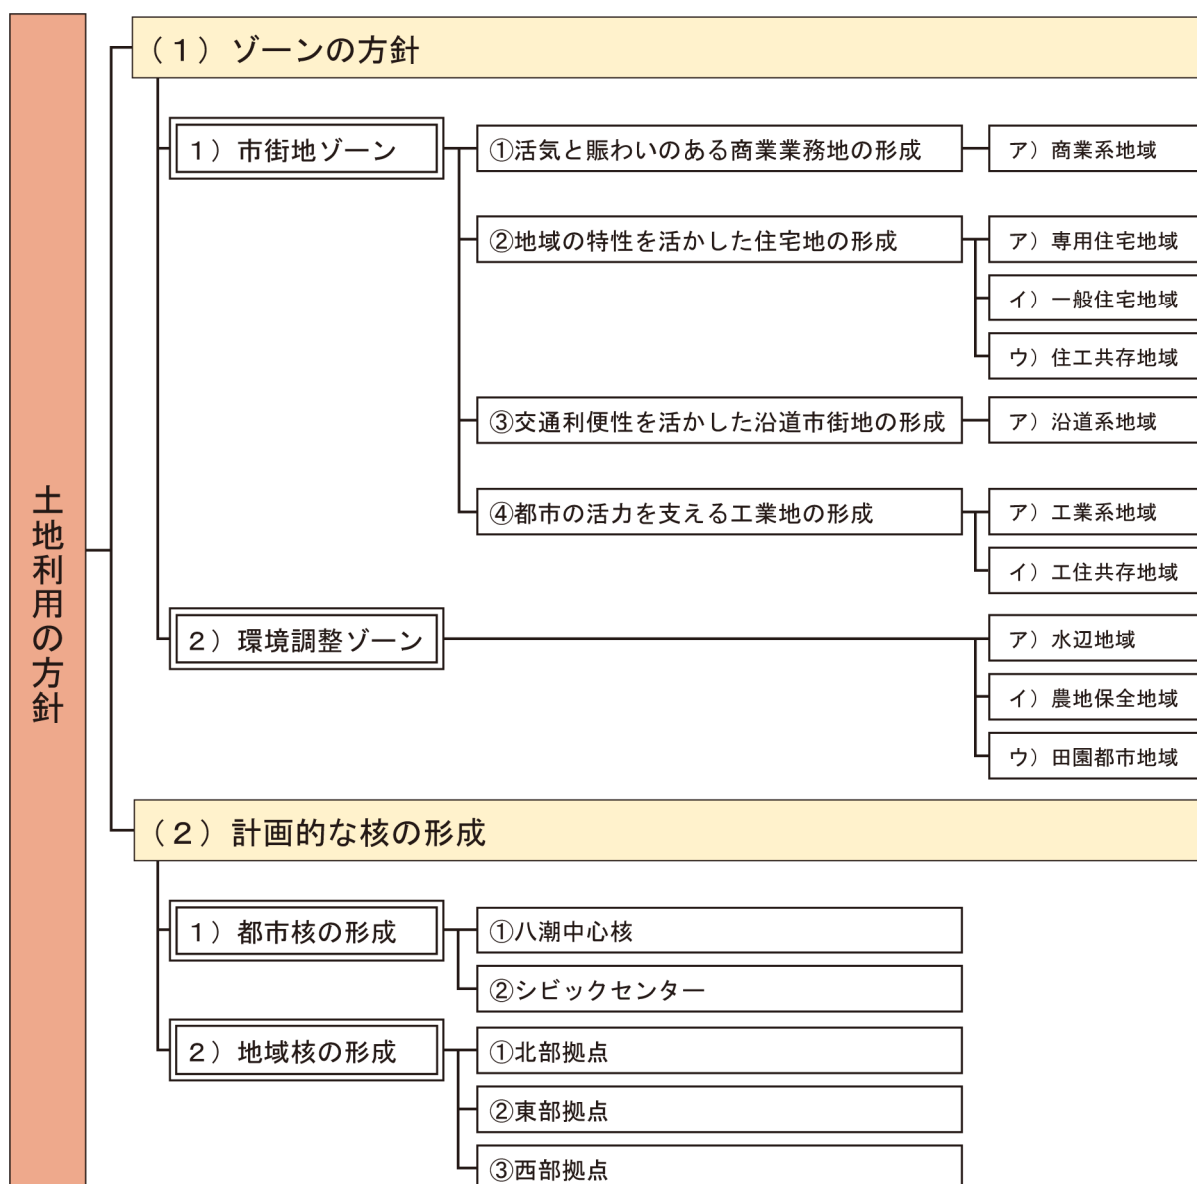 土地利用の方針
（１）ゾーンの方針
１）市街地ゾーン
①活気と賑わいのある商業業務地の形成
ア）商業系地域
②地域の特性を活かした住宅地の形成
ア）専用住宅地域
イ）一般住宅地域
ウ）住工共存地域
③交通利便性を活かした沿道市街地の形成
ア）沿道系地域
④都市の活力を支える工業地の形成
ア）工業系地域
イ）工住共存地域
２）環境調整ゾーン
ア）水辺地域
イ）農地保全地域
ウ）田園都市地域
（２）計画的な核の形成
１）都市核の形成
①八潮中心核
②シビックセンター
２）地域核の形成
①北部拠点
②東部拠点
③西部拠点